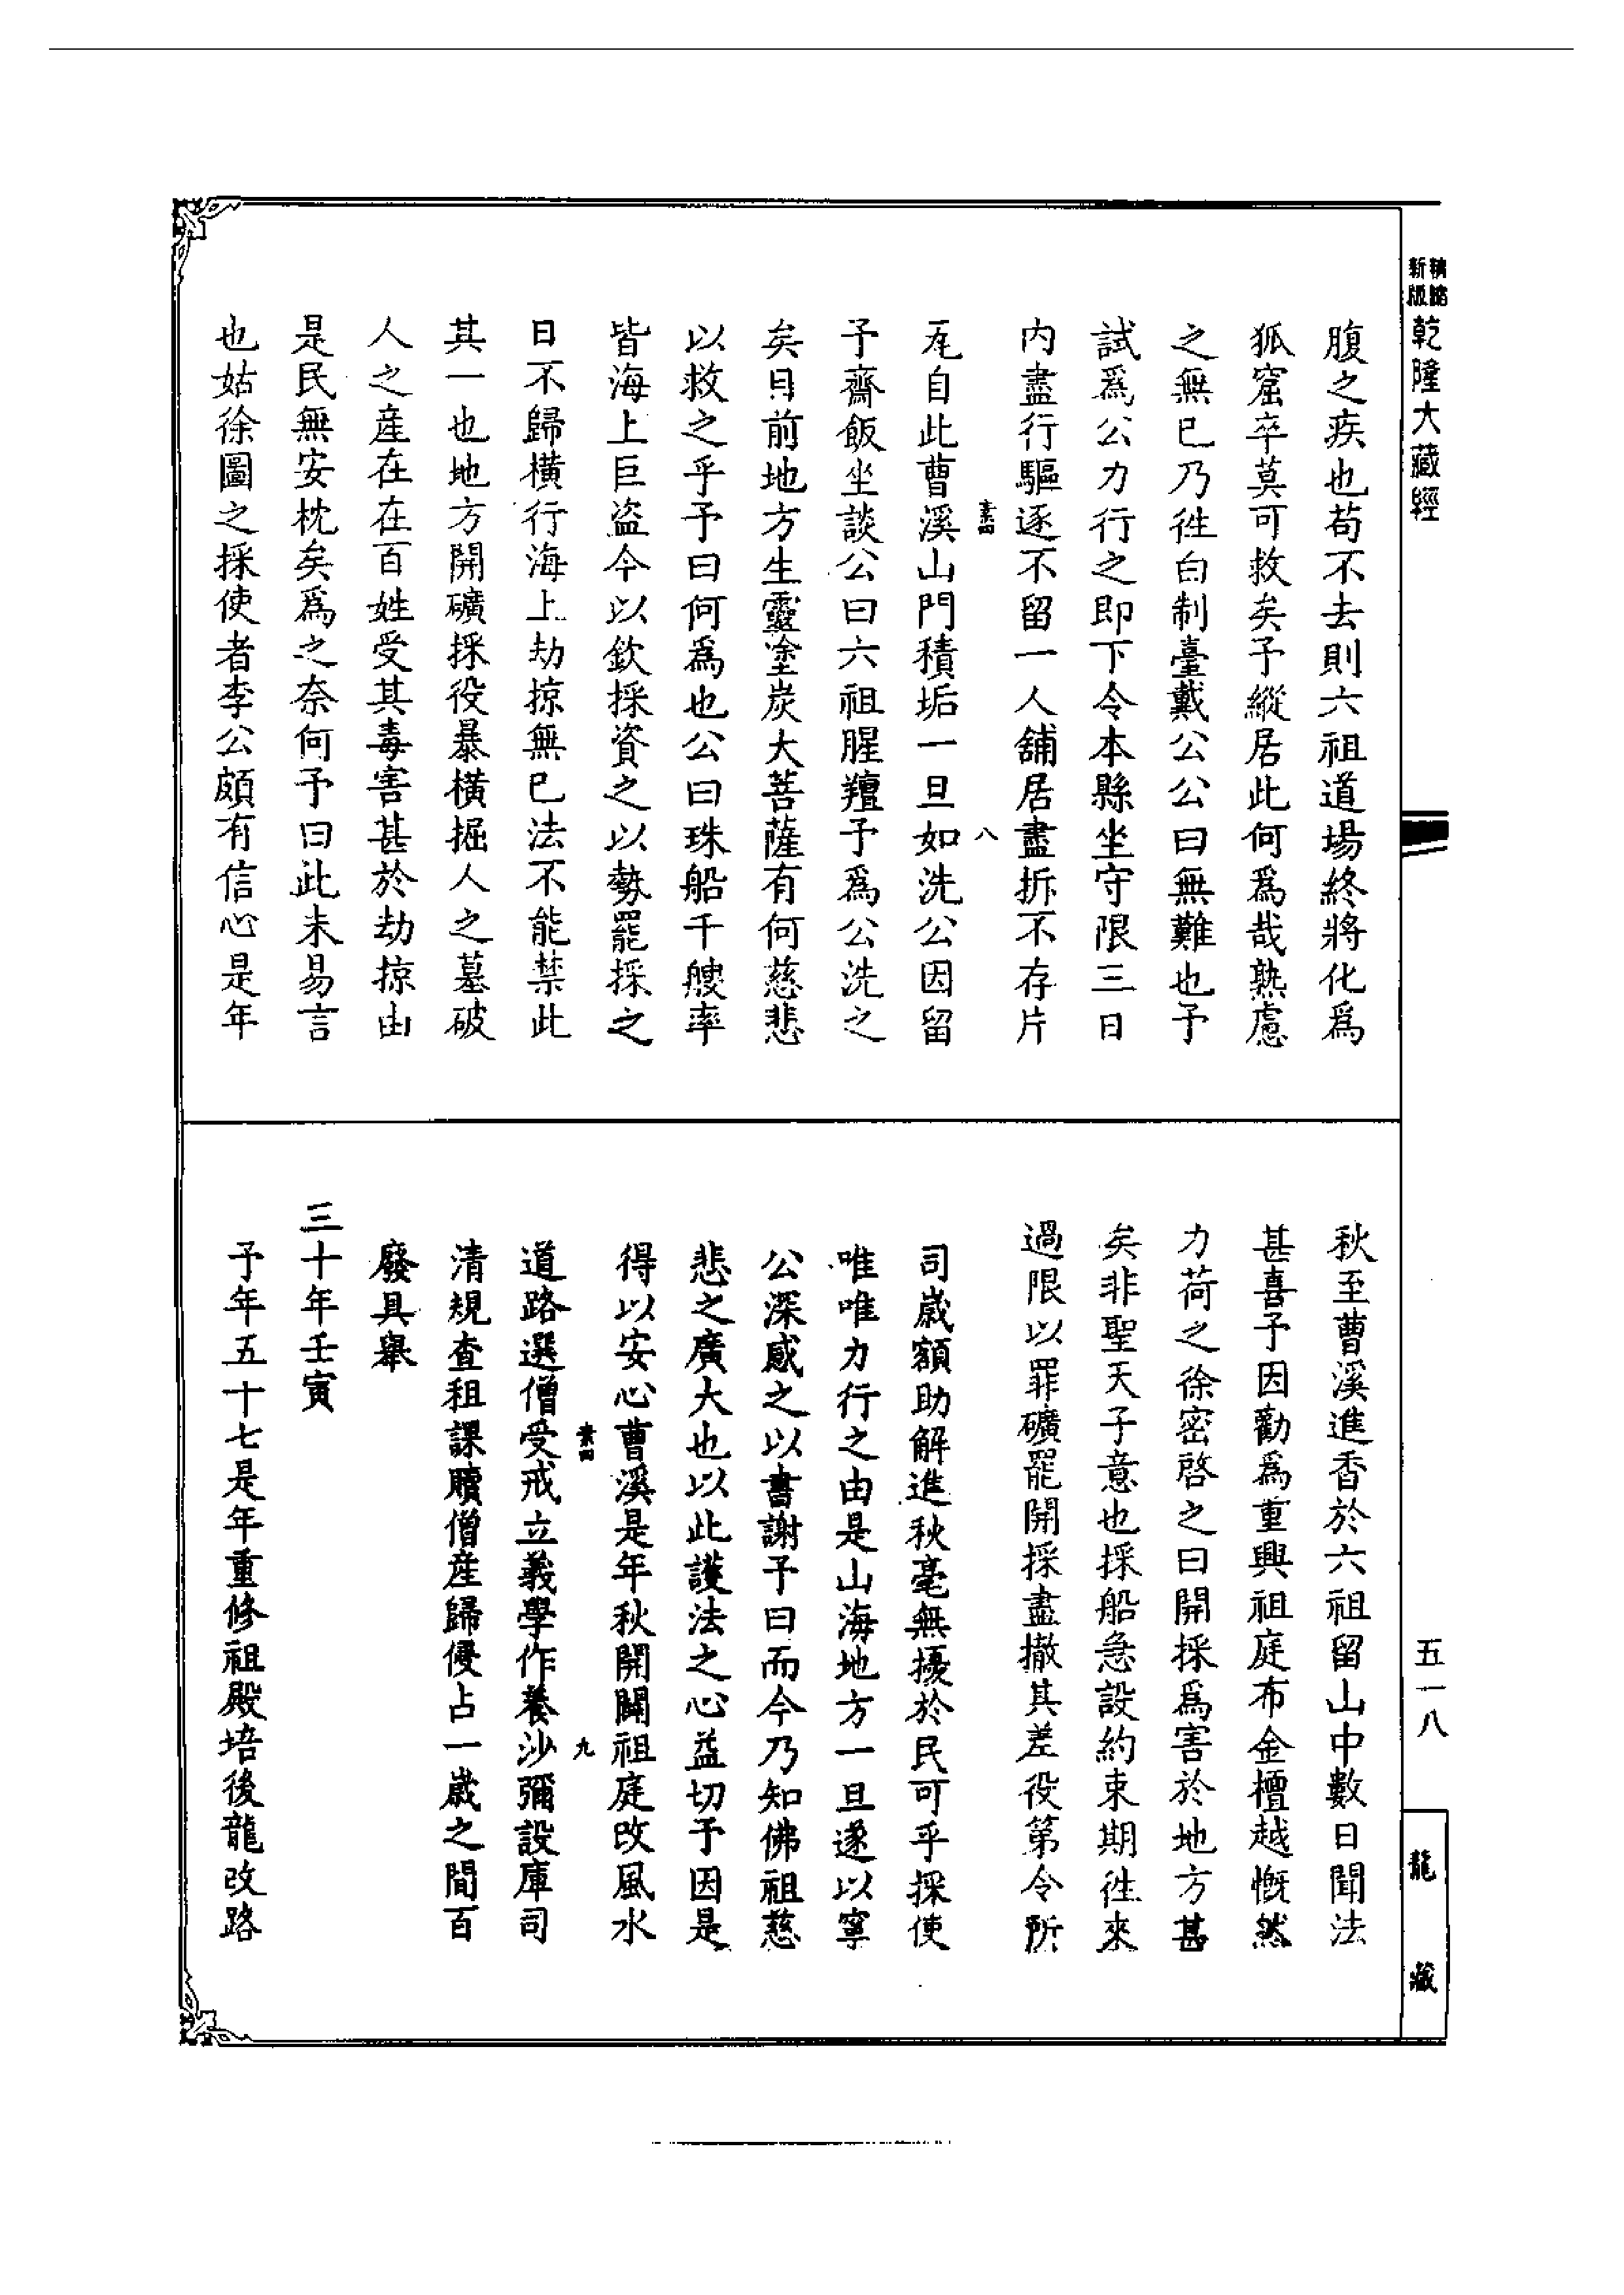 新版
乾隆大藏經
腹之疾也苟不去則六祖道場終將化爲
狐窟卒莫可救矣予縱居此何爲哉熟慮
之無已乃徃白制臺戴公公曰無難也予
試爲公力行之即下令本縣坐守限三日
內盡行驅逐不留一人舖居盡拆不存片
素四
八
瓦自此曹溪山門積垢一旦如洗公因留
予齋飯坐談公曰六祖腥羶予爲公洗之
矣目前地方生靈塗炭大菩薩有何慈悲
以救之乎予曰何爲也公曰珠船千艘率
皆海上巨盜今以欽採資之以勢罷採之
日不歸橫行海上劫掠無已法不能禁此
其一也地方開礦採役暴橫掘人之墓破
人之産在在百姓受其毒害甚於劫掠由
是民無安枕矣爲之奈何予曰此未易言
也姑徐圖之採使者李公頗有信心是年
秋至曹溪進香於六祖留山中數日聞法
甚喜予因勸爲重興祖庭布金檀越慨然
力荷之徐密啓之曰開採爲害於地方甚
矣非聖天子意也採船急設約束期徃來
過限以罪礦罷開採盡撤其差役第令所
司歲額助解進秋毫無擾於民可乎採使
唯唯力行之由是山海地方一旦遂以寧
公深感之以書謝予曰而今乃知佛祖慈
悲之廣大也以此護法之心益切予因是
得以安心曹溪是年秋開闢祖庭改風水
素四
九
道路選僧受戒立義學作養沙彌設庫司
清規查租課贖僧産歸侵占一歲之間百
廢具舉
三十年壬寅
予年五十七是年重修祖殿培後龍改路
五一八
龍藏